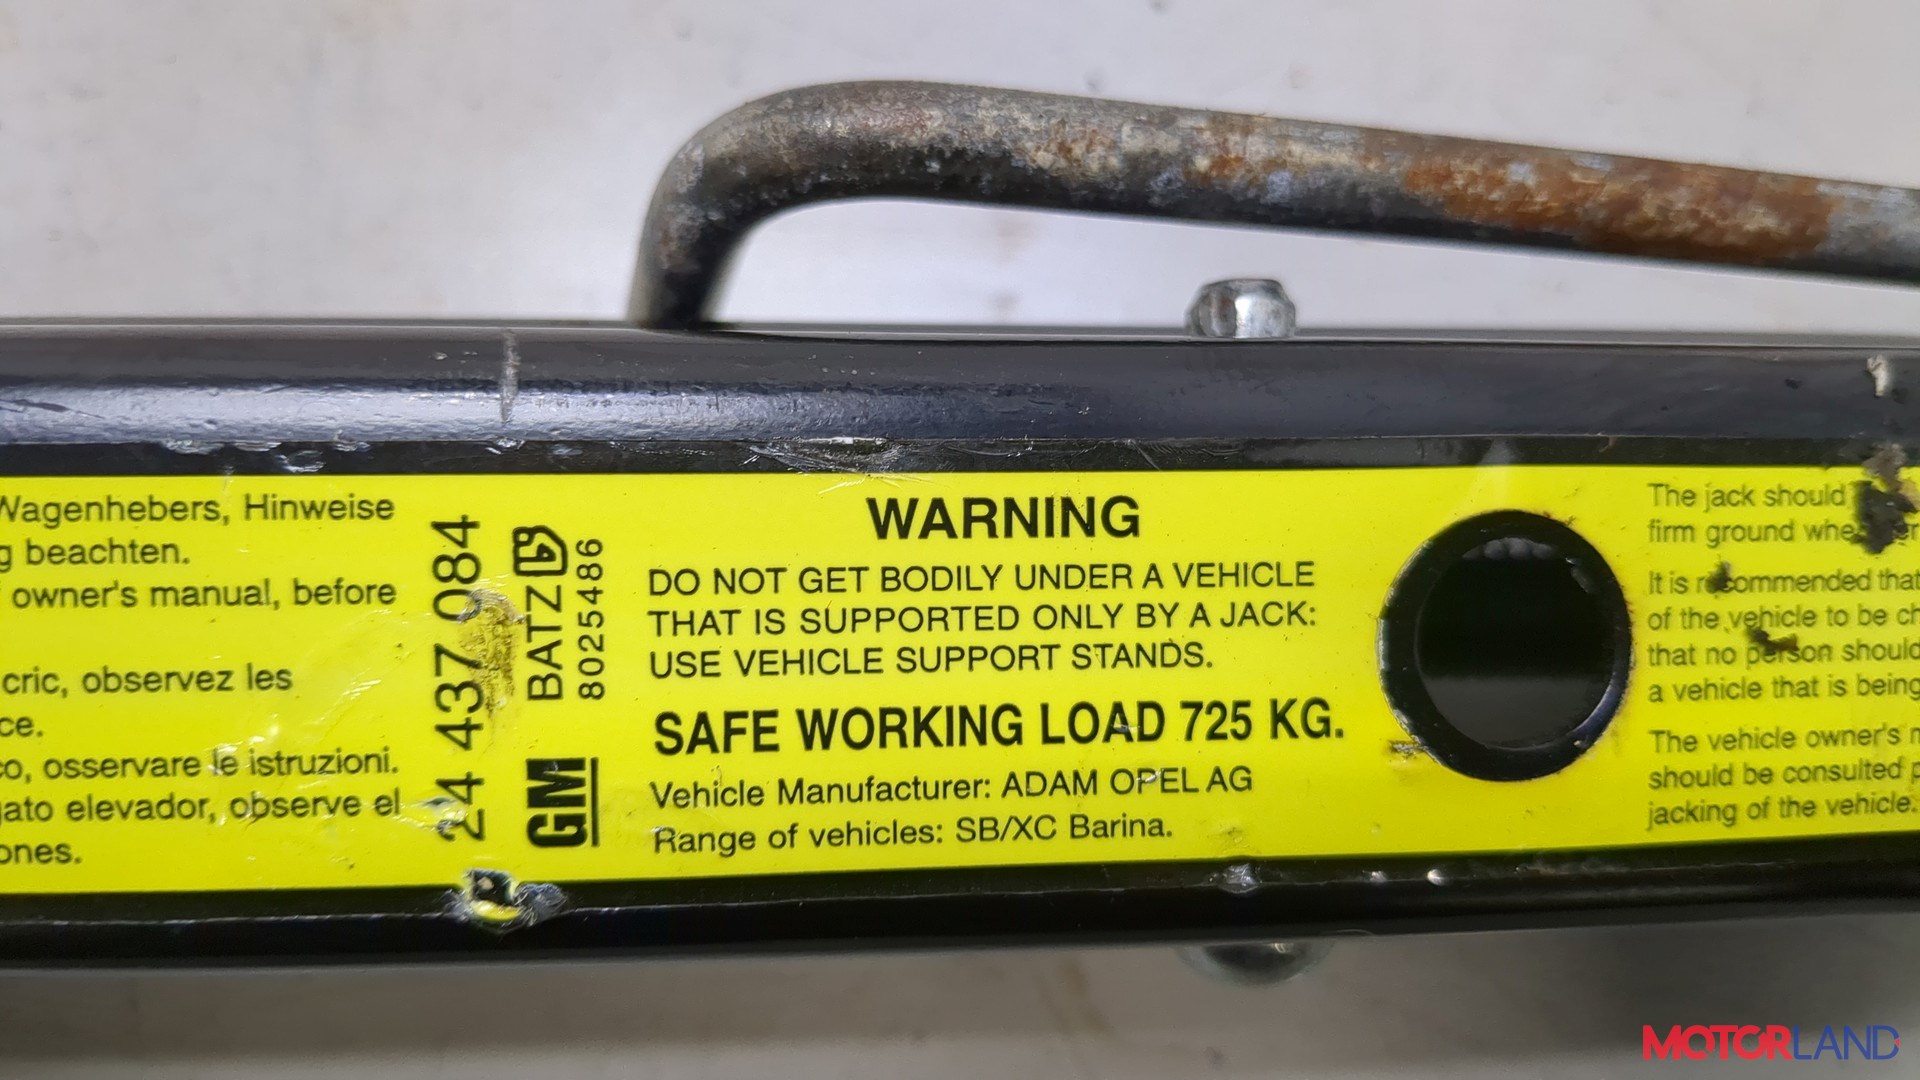 Wagenhebers, Hinweise
g beachten.
owner's manual, before
cric, observez les
ce.
co, osservare le istruzioni.
gato elevador, observe el
ones.
24 437 084
BATZ
80254486
GM
WARNING
DO NOT GET BODILY UNDER A VEHICLE
THAT IS SUPPORTED ONLY BY A JACK:
USE VEHICLE SUPPORT STANDS.
SAFE WORKING LOAD 725 KG.
Vehicle Manufacturer: ADAM OPEL AG
Range of vehicles: SB/XC Barina.
The jack should
firm ground
It is recommended that
of the vehicle to be
that no person should
a vehicle that is being
The vehicle owner's
should be consulted
jacking of the vehicle.
MOTORLAND